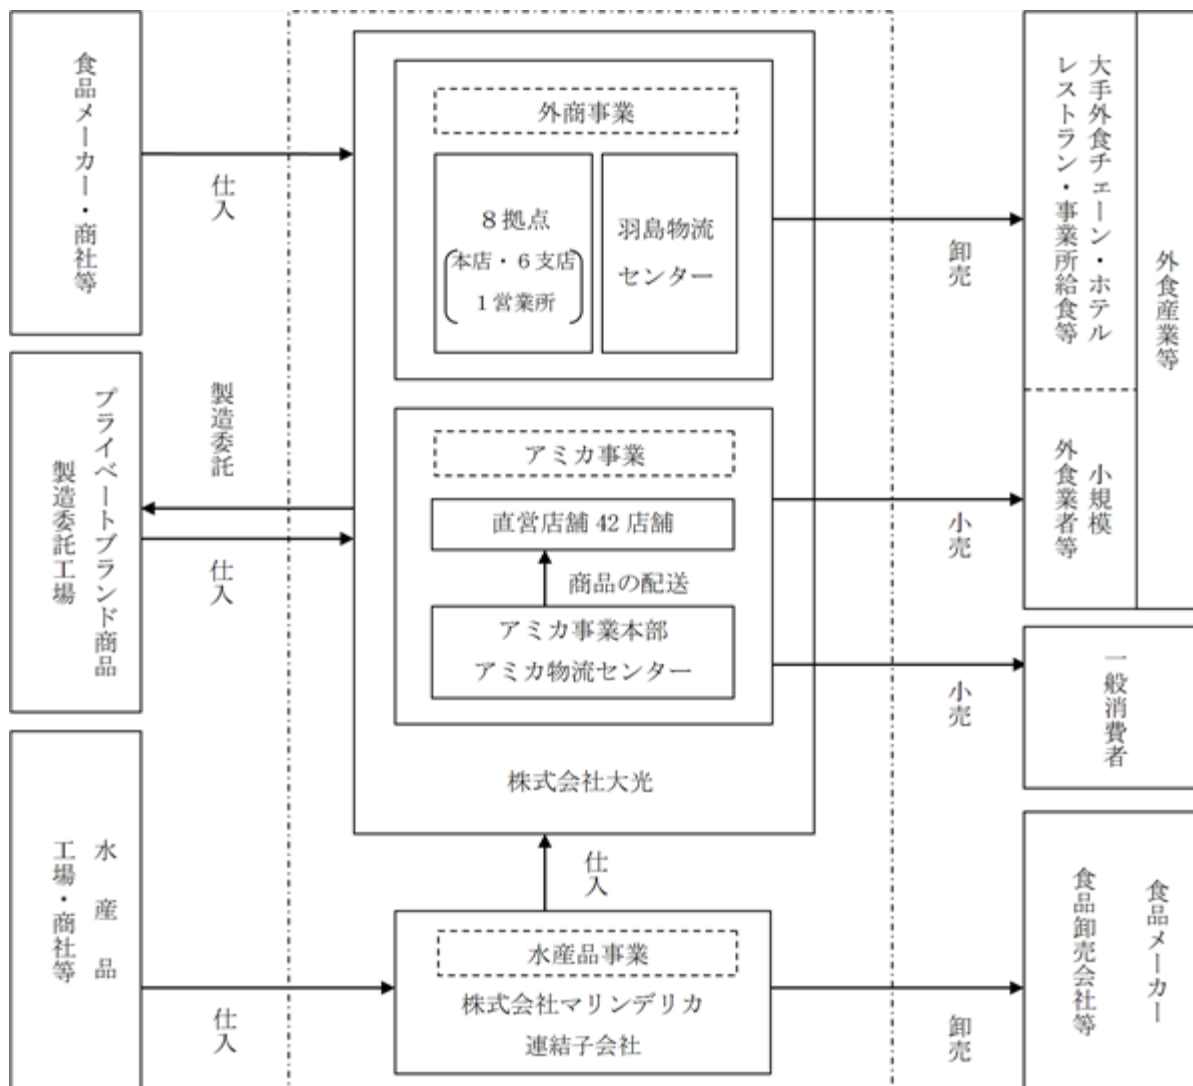 食品メーカー・商社等
仕入
外商事業
8拠点
本店・6支店
1営業所
羽島物流
センター
卸売
大手外食チェーン・ホテル
レストラン・事業所給食等
外食産業等
プライベートブランド商品
製造委託工場
製造委託
仕入
アミカ事業
直営店舗42店舗
商品の配送
アミカ事業本部
アミカ物流センター
小売
小規模
外食業者等
小売
一般消費者
株式会社大光
仕入
水産品
工場・商社等
仕入
水産品事業
株式会社マリンデリカ
連結子会社
卸売
食品メーカー
食品卸売会社等